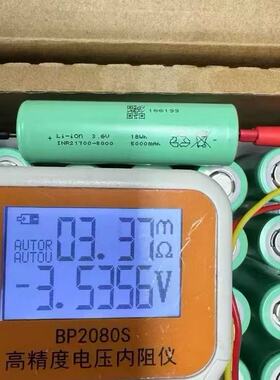 166199
+ Li-ion 3.6V 18Wh
INR21700-5000 5000mAh
AUTOR 03.37 mΩ
AUTOU -3.5356V
BP2080S
高精度电压内阻仪